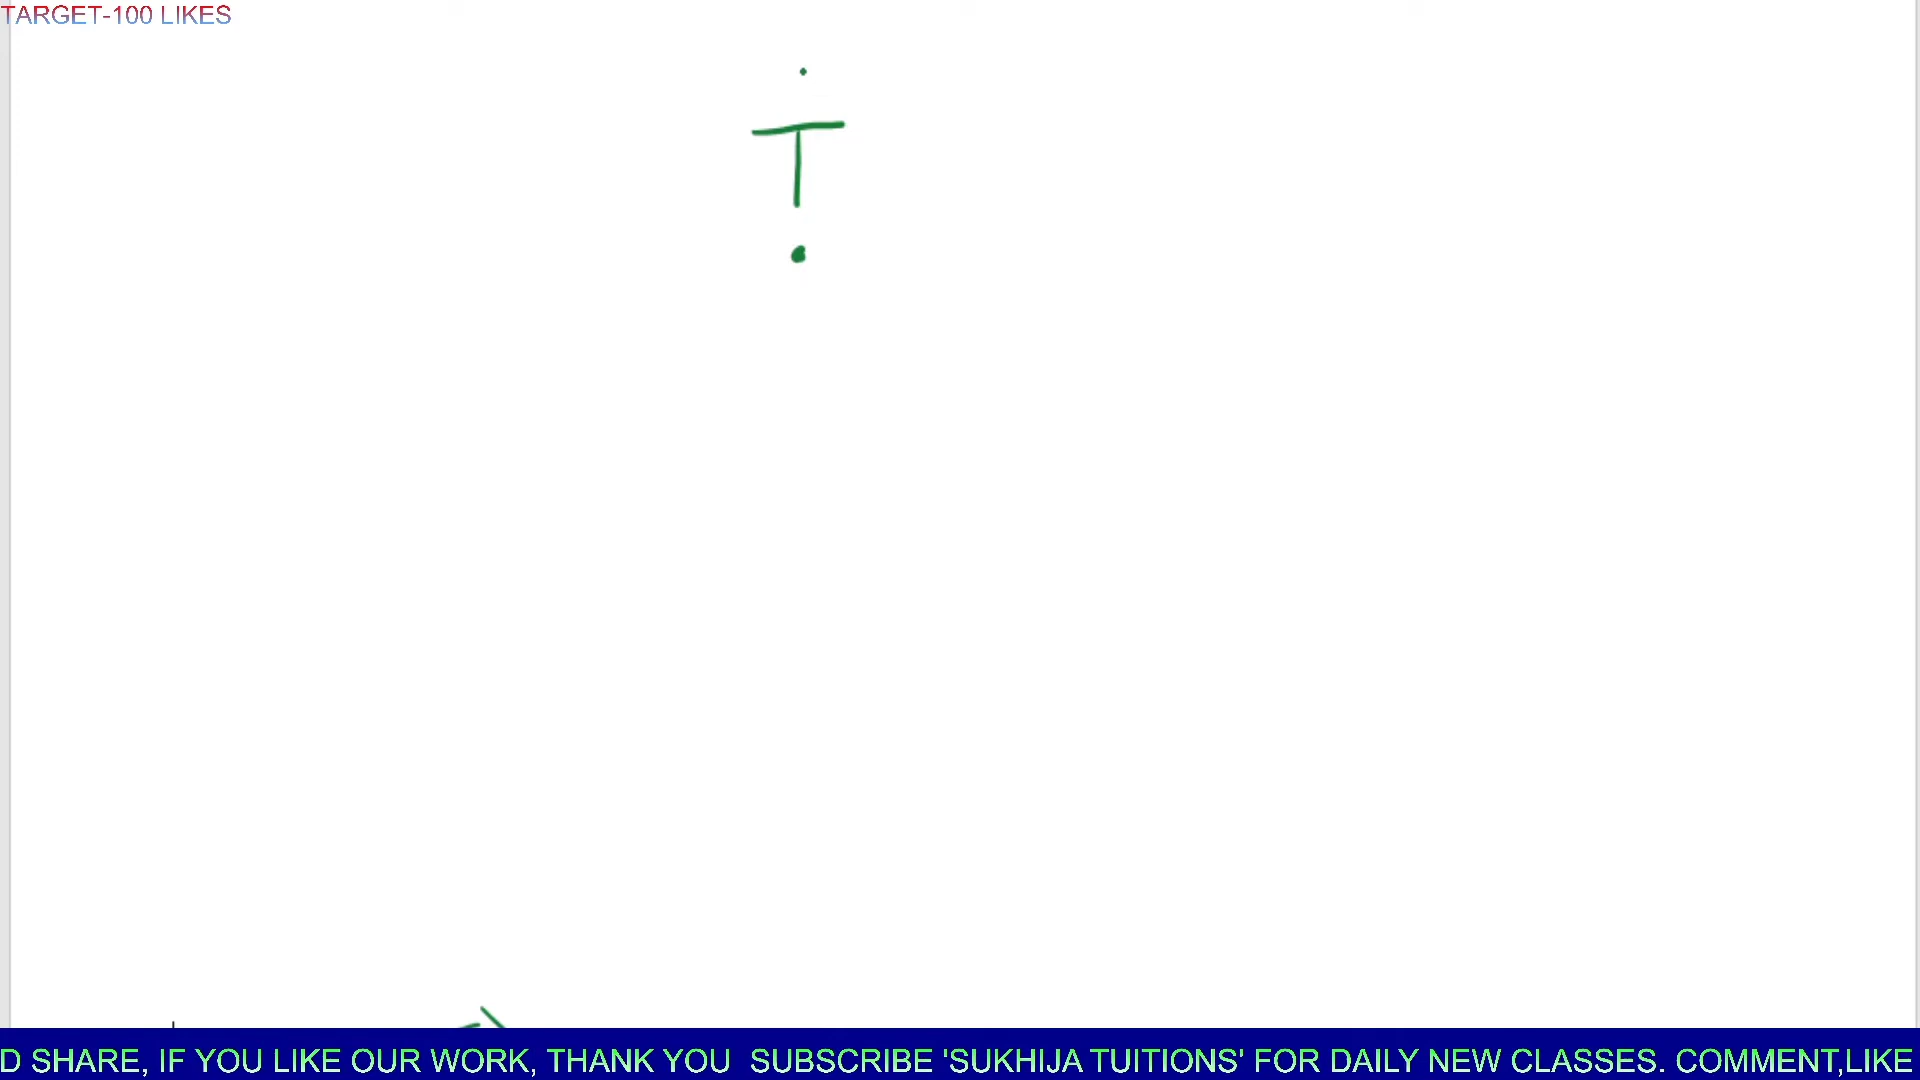 TARGET-100 LIKES
T
D SHARE, IF YOU LIKE OUR WORK, THANK YOU  SUBSCRIBE 'SUKHIJA TUITIONS' FOR DAILY NEW CLASSES. COMMENT,LIKE